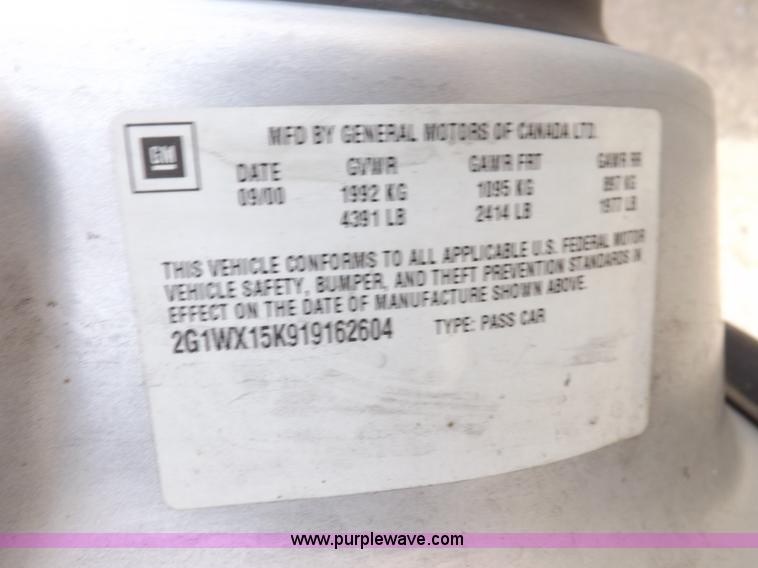 GM
MFD BY GENERAL MOTORS OF CANADA LTD.
DATE GVWR GAWR FRT GAWR RR
09/00 1992 KG 1095 KG 897 KG
4391 LB 2414 LB 1977 LB
THIS VEHICLE CONFORMS TO ALL APPLICABLE U.S. FEDERAL MOTOR
VEHICLE SAFETY, BUMPER, AND THEFT PREVENTION STANDARDS IN
EFFECT ON THE DATE OF MANUFACTURE SHOWN ABOVE.
2G1WX15K919162604 TYPE: PASS CAR
www.purplewave.com